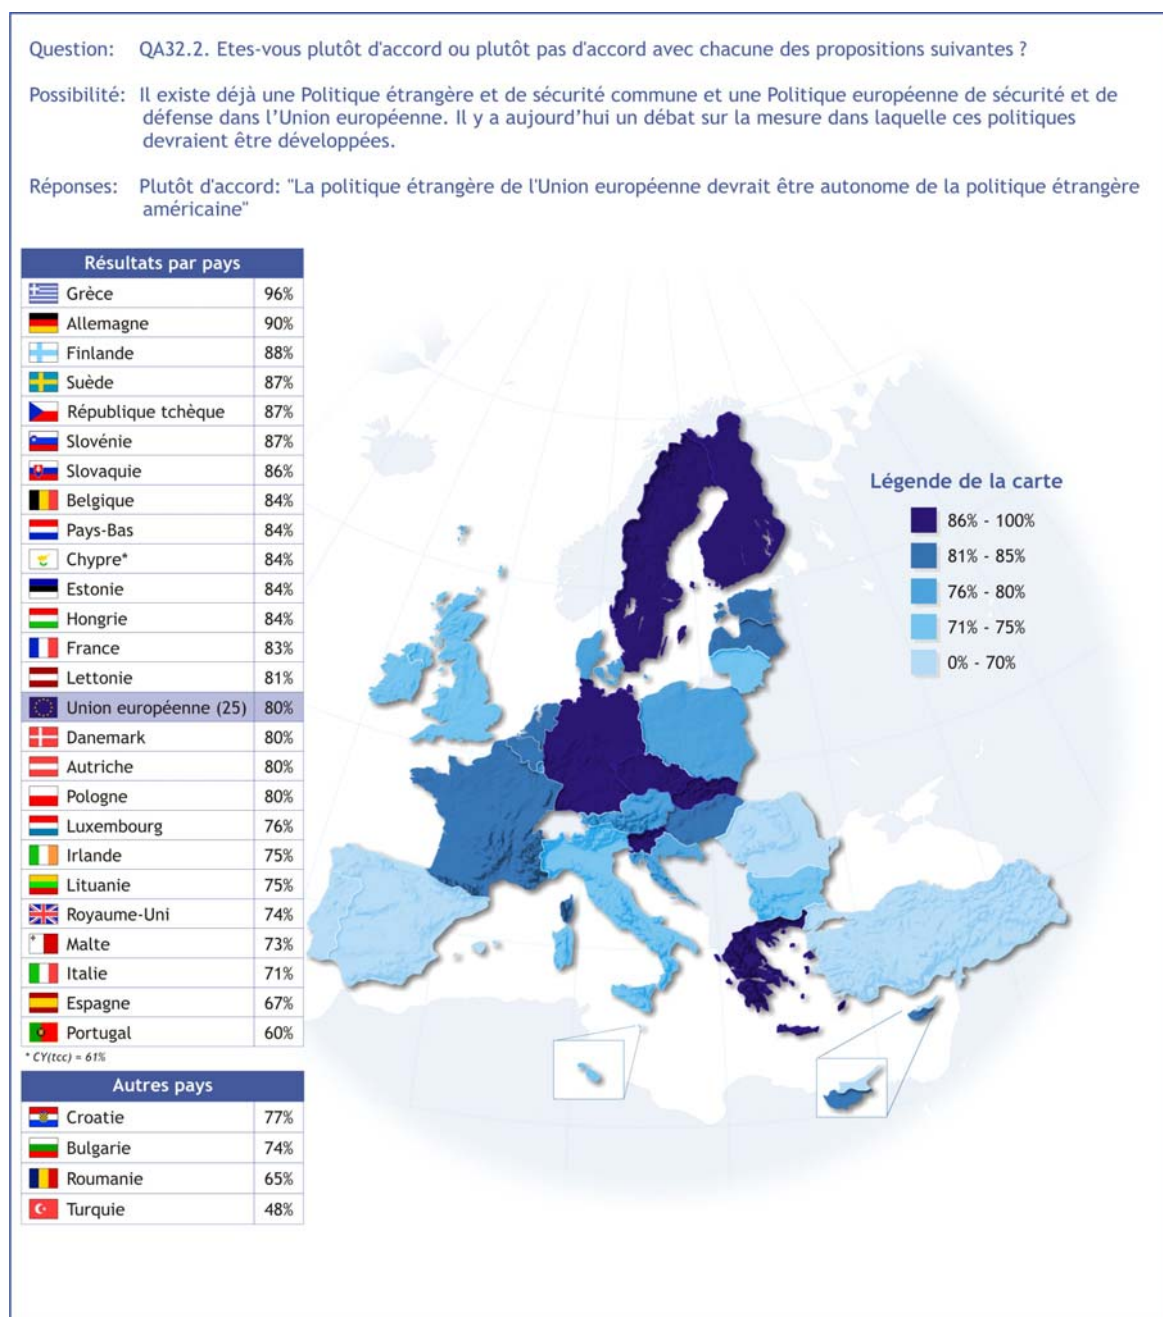 Question: QA32.2. Etes-vous plutôt d'accord ou plutôt pas d'accord avec chacune des propositions suivantes ?
Possibilité: Il existe déjà une Politique étrangère et de sécurité commune et une Politique européenne de sécurité et de
défense dans l’Union européenne. Il y a aujourd’hui un débat sur la mesure dans laquelle ces politiques
devraient être développées.
Réponses: Plutôt d'accord: "La politique étrangère de l'Union européenne devrait être autonome de la politique étrangère
américaine"
Résultats par pays
Grèce 96%
Allemagne 90%
Finlande 88%
Suède 87%
République tchèque 87%
Slovénie 87%
Slovaquie 86%
Belgique 84%
Pays-Bas 84%
Chypre* 84%
Estonie 84%
Hongrie 84%
France 83%
Lettonie 81%
Union européenne (25) 80%
Danemark 80%
Autriche 80%
Pologne 80%
Luxembourg 76%
Irlande 75%
Lituanie 75%
Royaume-Uni 74%
Malte 73%
Italie 71%
Espagne 67%
Portugal 60%
* CY(tcc) = 61%
Autres pays
Croatie 77%
Bulgarie 74%
Roumanie 65%
Turquie 48%
Légende de la carte
86% - 100%
81% - 85%
76% - 80%
71% - 75%
0% - 70%